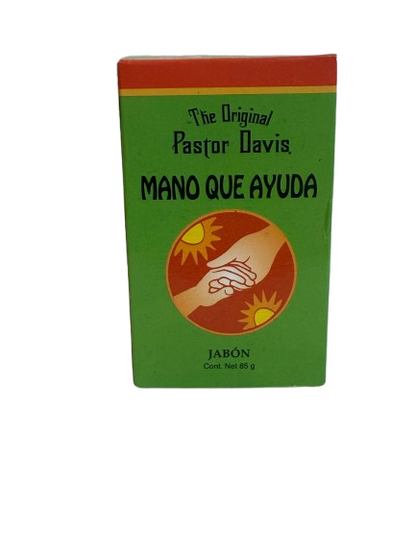 The Original
Pastor Davis.
MANO QUE AYUDA
JABÓN
Cont. Net 85 g